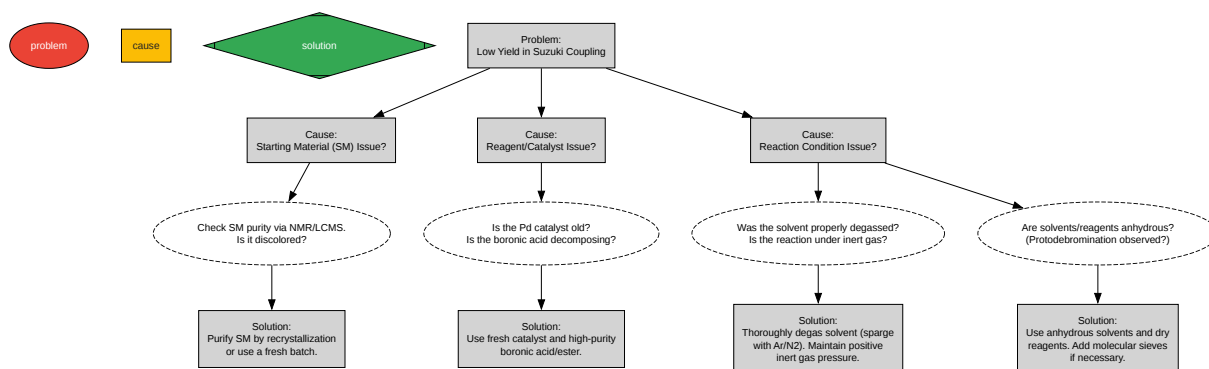 problem
cause
solution
Problem:
Low Yield in Suzuki Coupling
Cause:
Starting Material (SM) Issue?
Cause:
Reagent/Catalyst Issue?
Cause:
Reaction Condition Issue?
Check SM purity via NMR/LCMS.
Is it discolored?
Is the Pd catalyst old?
Is the boronic acid decomposing?
Was the solvent properly degassed?
Is the reaction under inert gas?
Are solvents/reagents anhydrous?
(Protodebromination observed?)
Solution:
Purify SM by recrystallization
or use a fresh batch.
Solution:
Use fresh catalyst and high-purity
boronic acid/ester.
Solution:
Thoroughly degas solvent (sparge
with Ar/N2). Maintain positive
inert gas pressure.
Solution:
Use anhydrous solvents and dry
reagents. Add molecular sieves
if necessary.